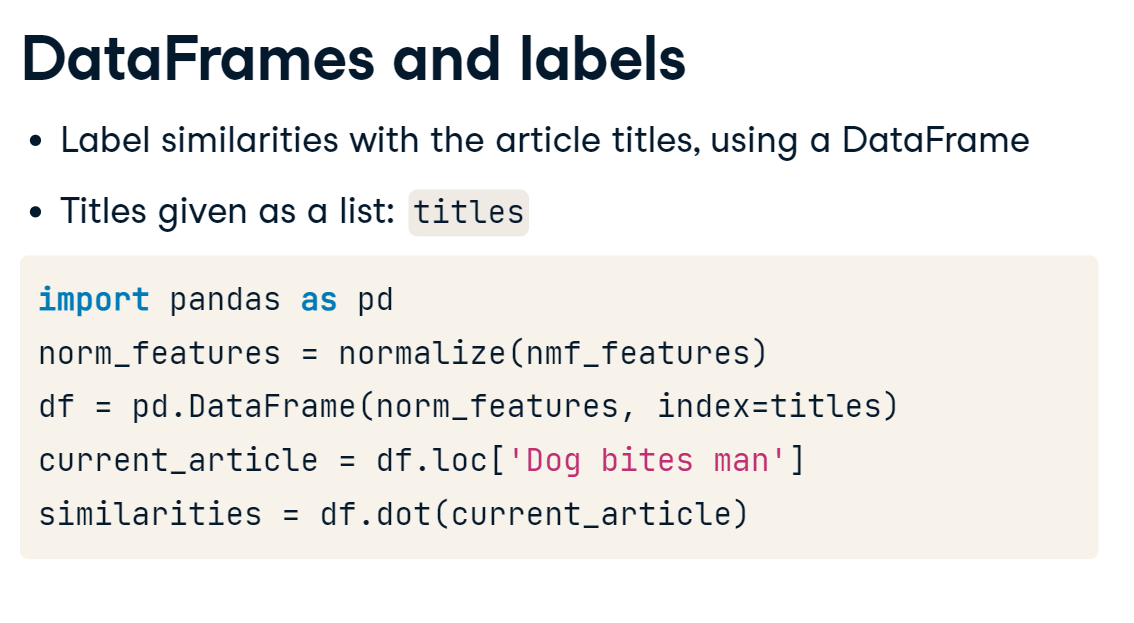 DataFrames and labels
• Label similarities with the article titles, using a DataFrame
• Titles given as a list: titles
import pandas as pd
norm_features = normalize(nmf_features)
df = pd.DataFrame(norm_features, index=titles)
current_article = df.loc['Dog bites man']
similarities = df.dot(current_article)